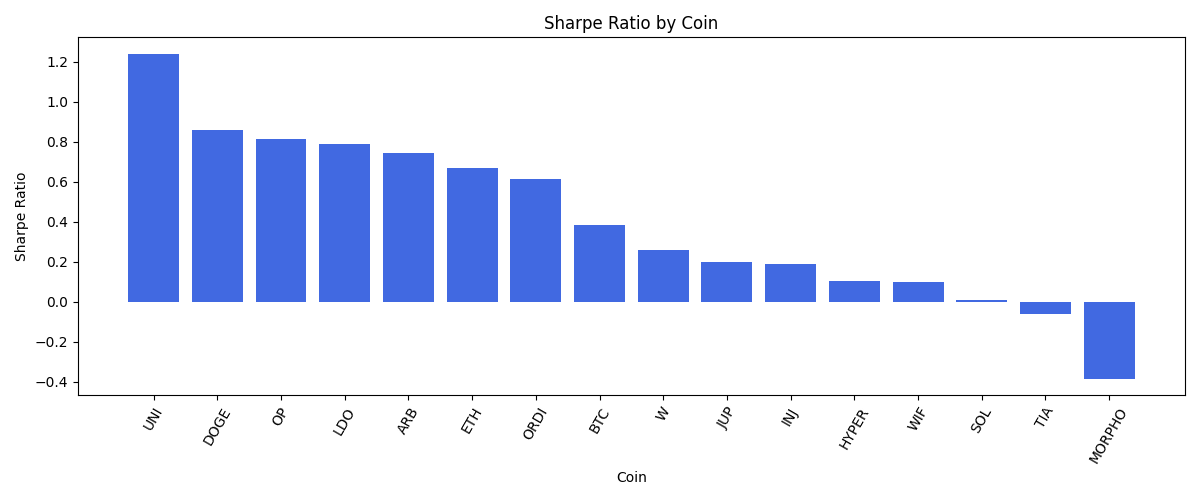 Sharpe Ratio by Coin
Sharpe Ratio
1.2
1.0
0.8
0.6
0.4
0.2
0.0
−0.2
−0.4
UNI
DOGE
OP
LDO
ARB
ETH
ORDI
BTC
W
JUP
INJ
HYPER
WIF
SOL
TIA
MORPHO
Coin